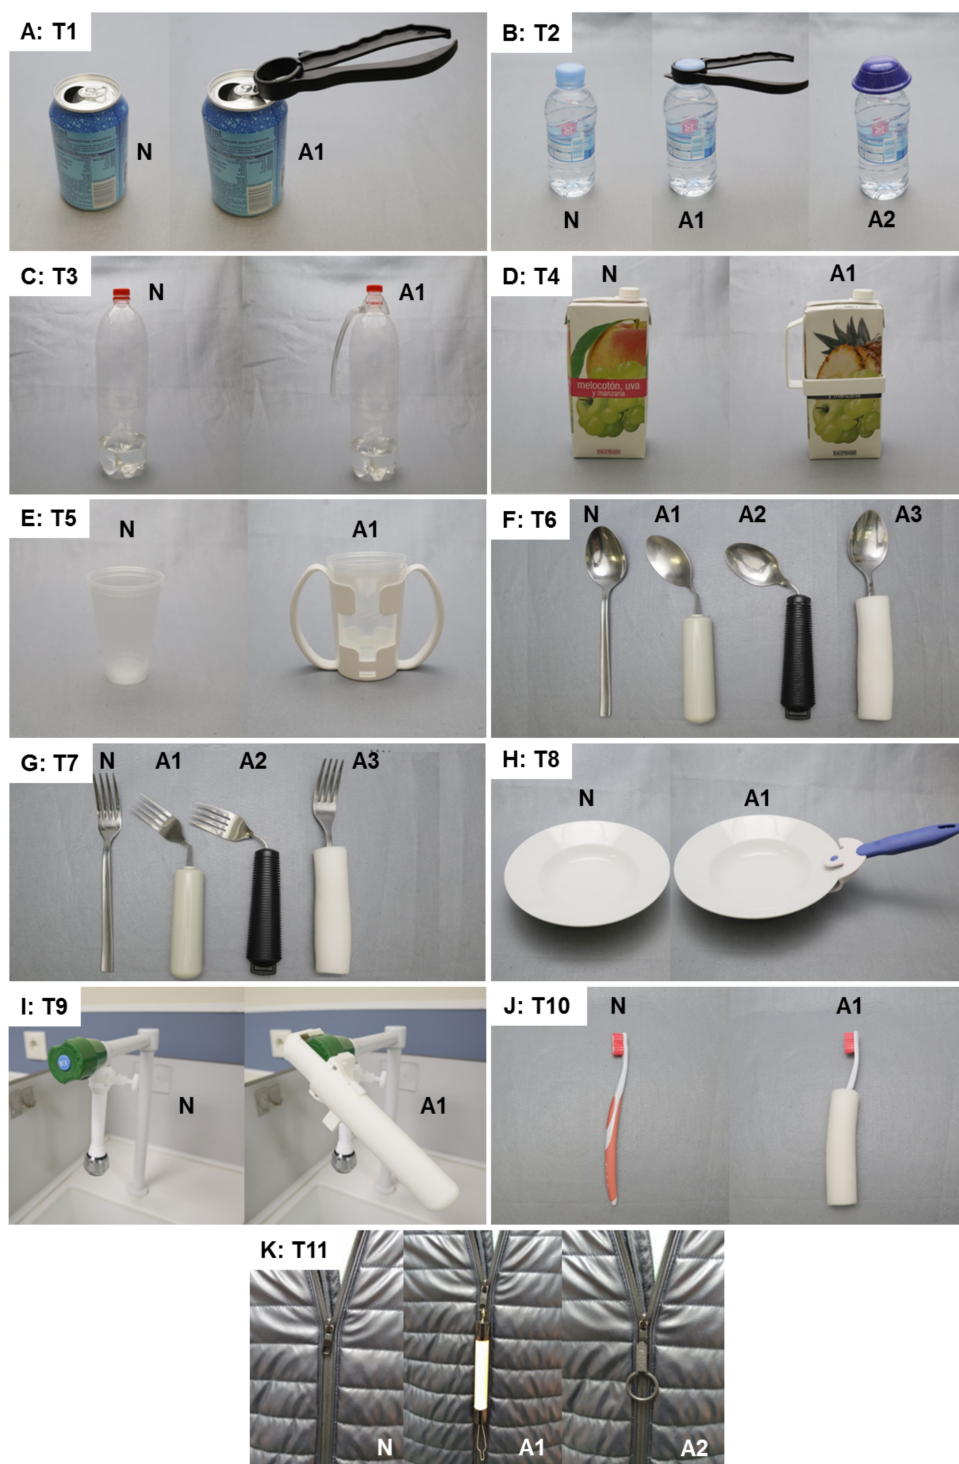 A: T1
N
A1
B: T2
N
A1
A2
C: T3
N
A1
D: T4
N
A1
melocotón, uva
y manzana
E: T5
N
A1
F: T6
N
A1
A2
A3
G: T7
N
A1
A2
A3
H: T8
N
A1
I: T9
N
A1
J: T10
N
A1
K: T11
N
A1
A2